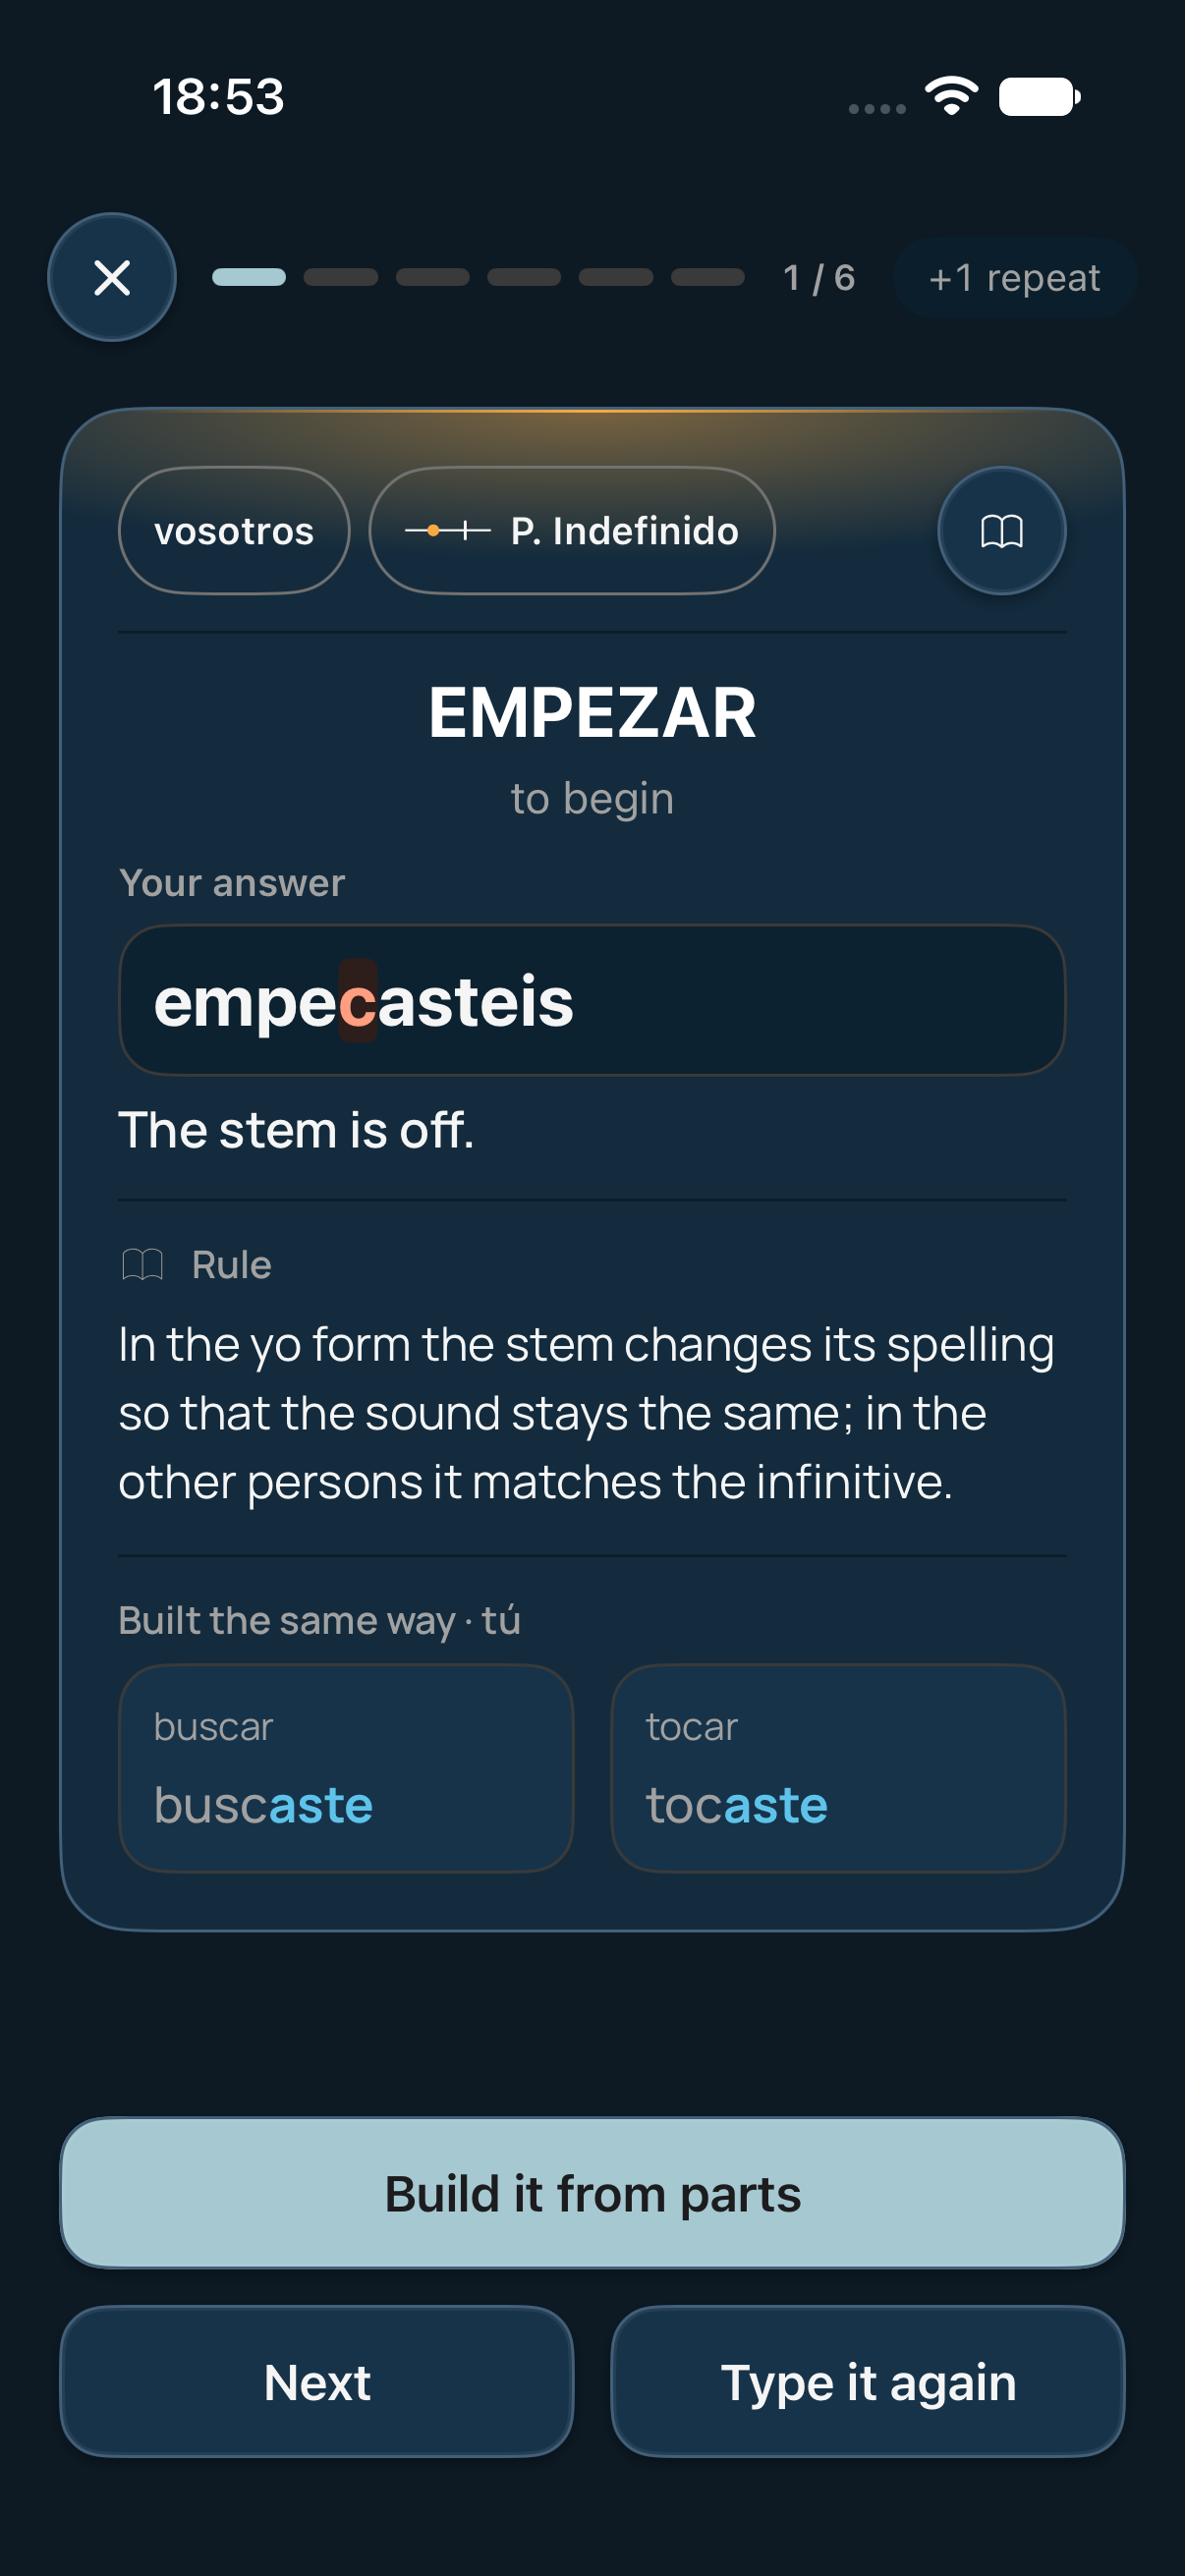 18:53
1 / 6
+1 repeat
vosotros
P. Indefinido
EMPEZAR
to begin
Your answer
empecasteis
The stem is off.
Rule
In the yo form the stem changes its spelling
so that the sound stays the same; in the
other persons it matches the infinitive.
Built the same way · tú
buscar
tocar
buscaste
tocaste
Build it from parts
Next
Type it again